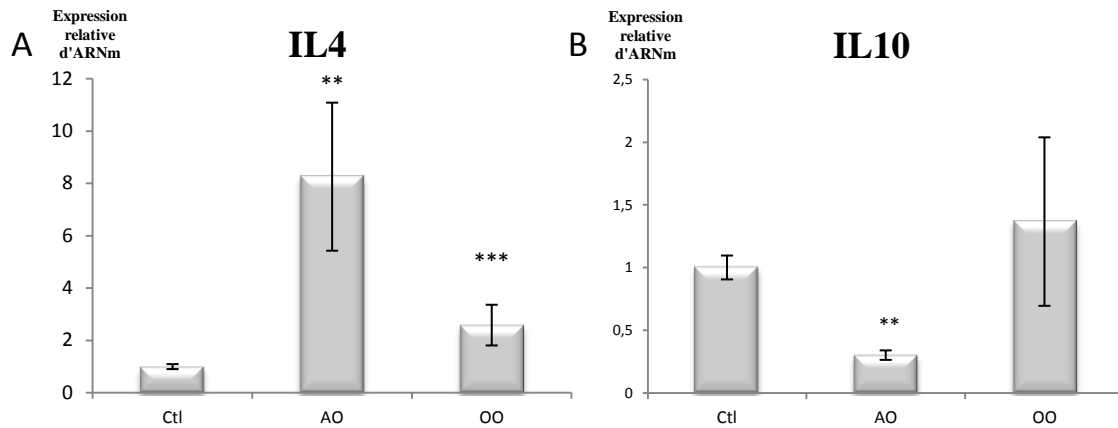 Expression
relative
d'ARNm
A
IL4
12
10
8
6
4
2
0
**
***
Ctl
AO
OO
Expression
relative
d'ARNm
B
IL10
2,5
2
1,5
1
0,5
0
**
Ctl
AO
OO